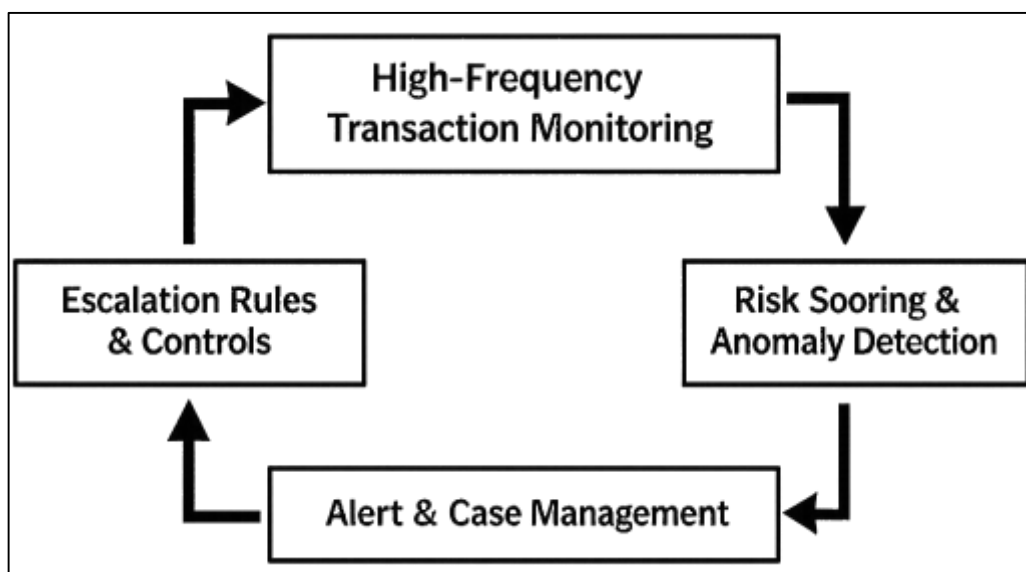 High-Frequency
Transaction Monitoring
Escalation Rules
& Controls
Risk Sooring &
Anomaly Detection
Alert & Case Management